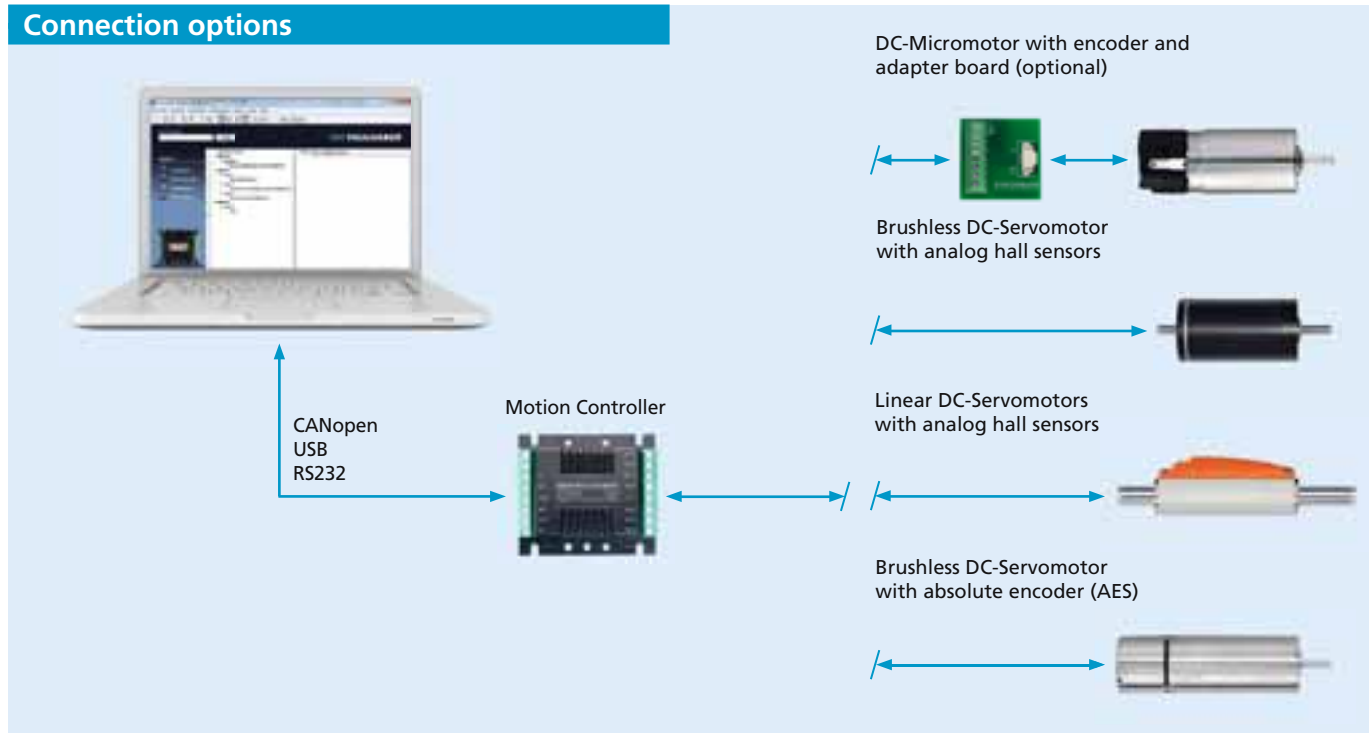 Connection options
DC-Micromotor with encoder and
adapter board (optional)
Brushless DC-Servomotor
with analog hall sensors
CANopen
USB
RS232
Motion Controller
Linear DC-Servomotors
with analog hall sensors
Brushless DC-Servomotor
with absolute encoder (AES)